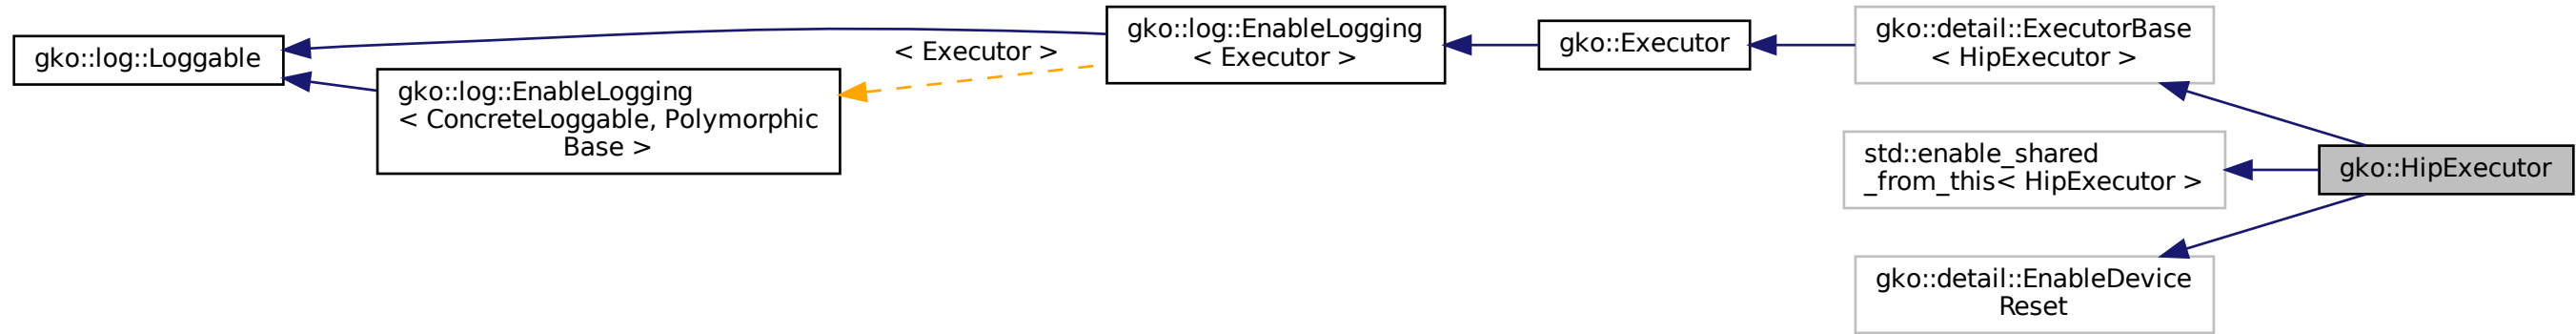 gko::log::Loggable
gko::log::EnableLogging
< ConcreteLoggable, Polymorphic
Base >
< Executor >
gko::log::EnableLogging
< Executor >
gko::Executor
gko::detail::ExecutorBase
< HipExecutor >
std::enable_shared
_from_this< HipExecutor >
gko::detail::EnableDevice
Reset
gko::HipExecutor